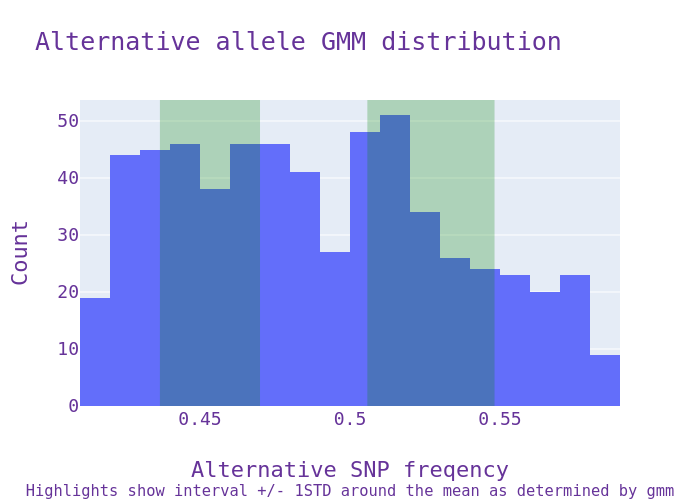 Alternative allele GMM distribution
50
40
30
20
10
0
Count
0.45
0.5
0.55
Alternative SNP freqency
Highlights show interval +/- 1STD around the mean as determined by gmm